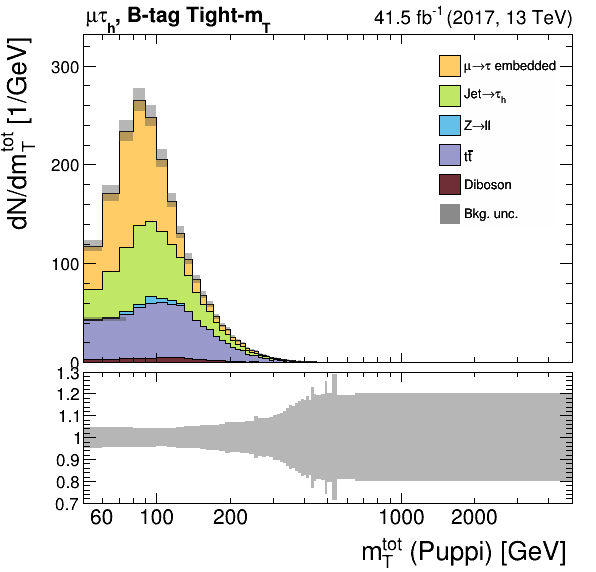 μτh, B-tag Tight-mT
41.5 fb-1 (2017, 13 TeV)
dN/dmTtot [1/GeV]
300
200
100
0
μ→τ embedded
Jet→τh
Z→ll
tt̅
Diboson
Bkg. unc.
1.3
1.2
1.1
1
0.9
0.8
0.7
60 100 200 1000 2000
mTtot (Puppi) [GeV]